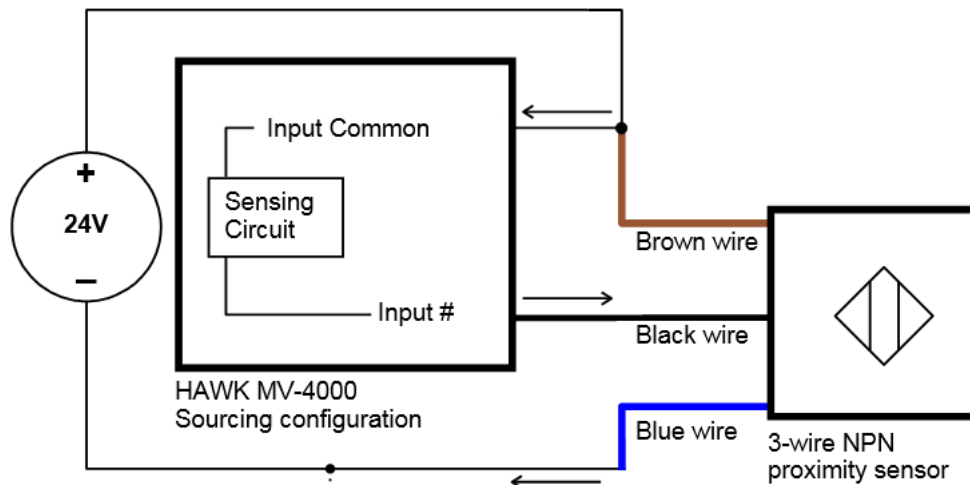 Input Common
+
24V
−
Sensing
Circuit
Input #
Brown wire
Black wire
Blue wire
HAWK MV-4000
Sourcing configuration
3-wire NPN
proximity sensor